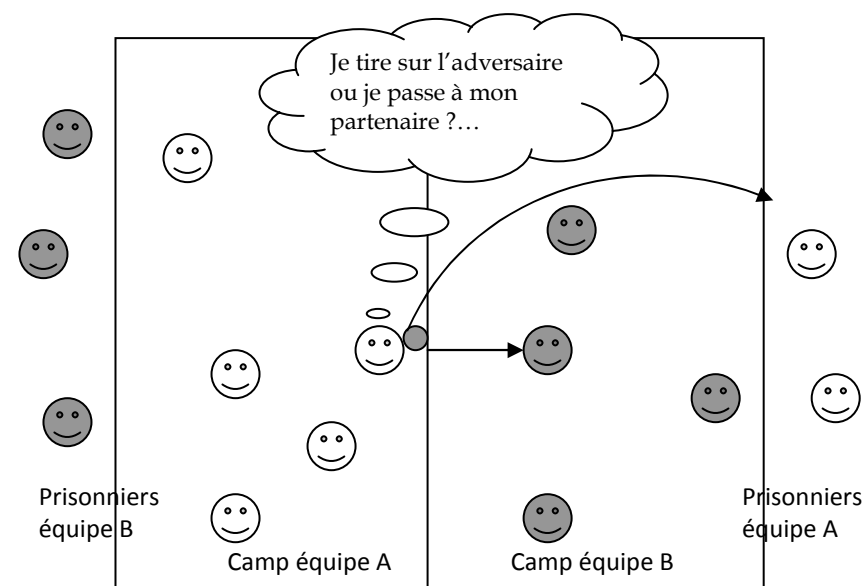 Je tire sur l’adversaire
ou je passe à mon
partenaire ?…
Prisonniers
équipe B
Camp équipe A
Camp équipe B
Prisonniers
équipe A